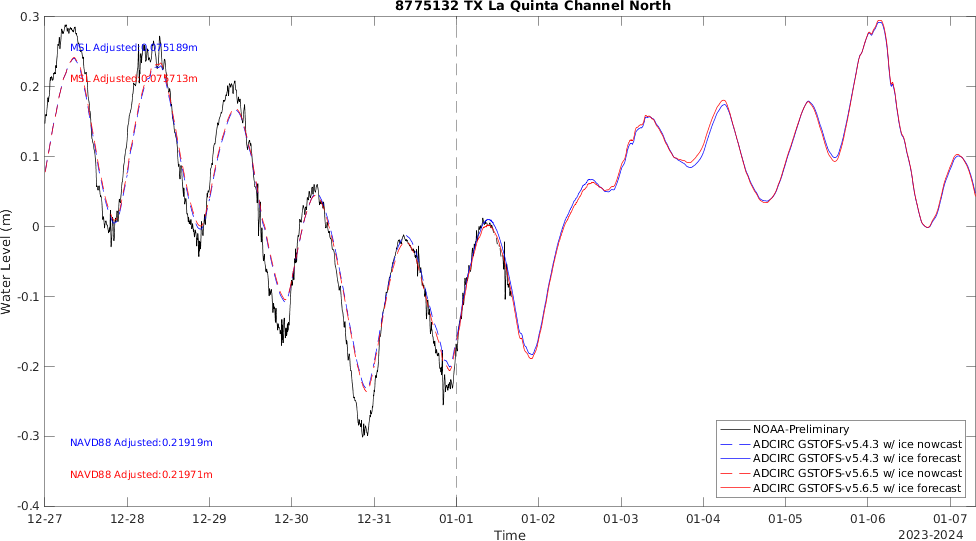 8775132 TX La Quinta Channel North
0.3
0.2
0.1
0
-0.1
-0.2
-0.3
-0.4
Water Level (m)
MSL Adjusted:0.075189m
MSL Adjusted:0.075713m
NAVD88 Adjusted:0.21919m
NAVD88 Adjusted:0.21971m
NOAA-Preliminary
ADCIRC GSTOFS-v5.4.3 w/ ice nowcast
ADCIRC GSTOFS-v5.4.3 w/ ice forecast
ADCIRC GSTOFS-v5.6.5 w/ ice nowcast
ADCIRC GSTOFS-v5.6.5 w/ ice forecast
12-27 12-28 12-29 12-30 12-31 01-01 01-02 01-03 01-04 01-05 01-06 01-07
Time
2023-2024